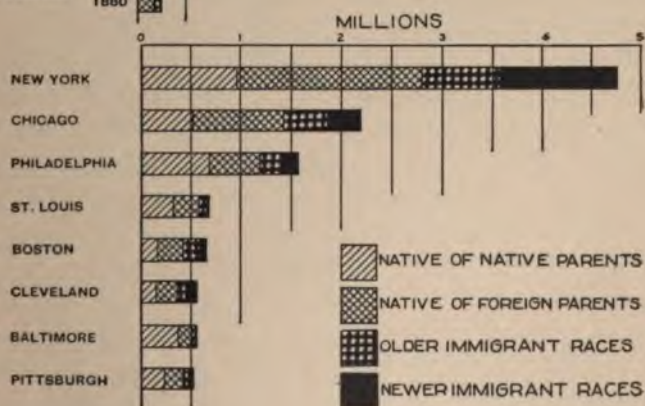 1880
MILLIONS
0 1 2 3 4 5
NEW YORK
CHICAGO
PHILADELPHIA
ST. LOUIS
BOSTON
CLEVELAND
BALTIMORE
PITTSBURGH
NATIVE OF NATIVE PARENTS
NATIVE OF FOREIGN PARENTS
OLDER IMMIGRANT RACES
NEWER IMMIGRANT RACES